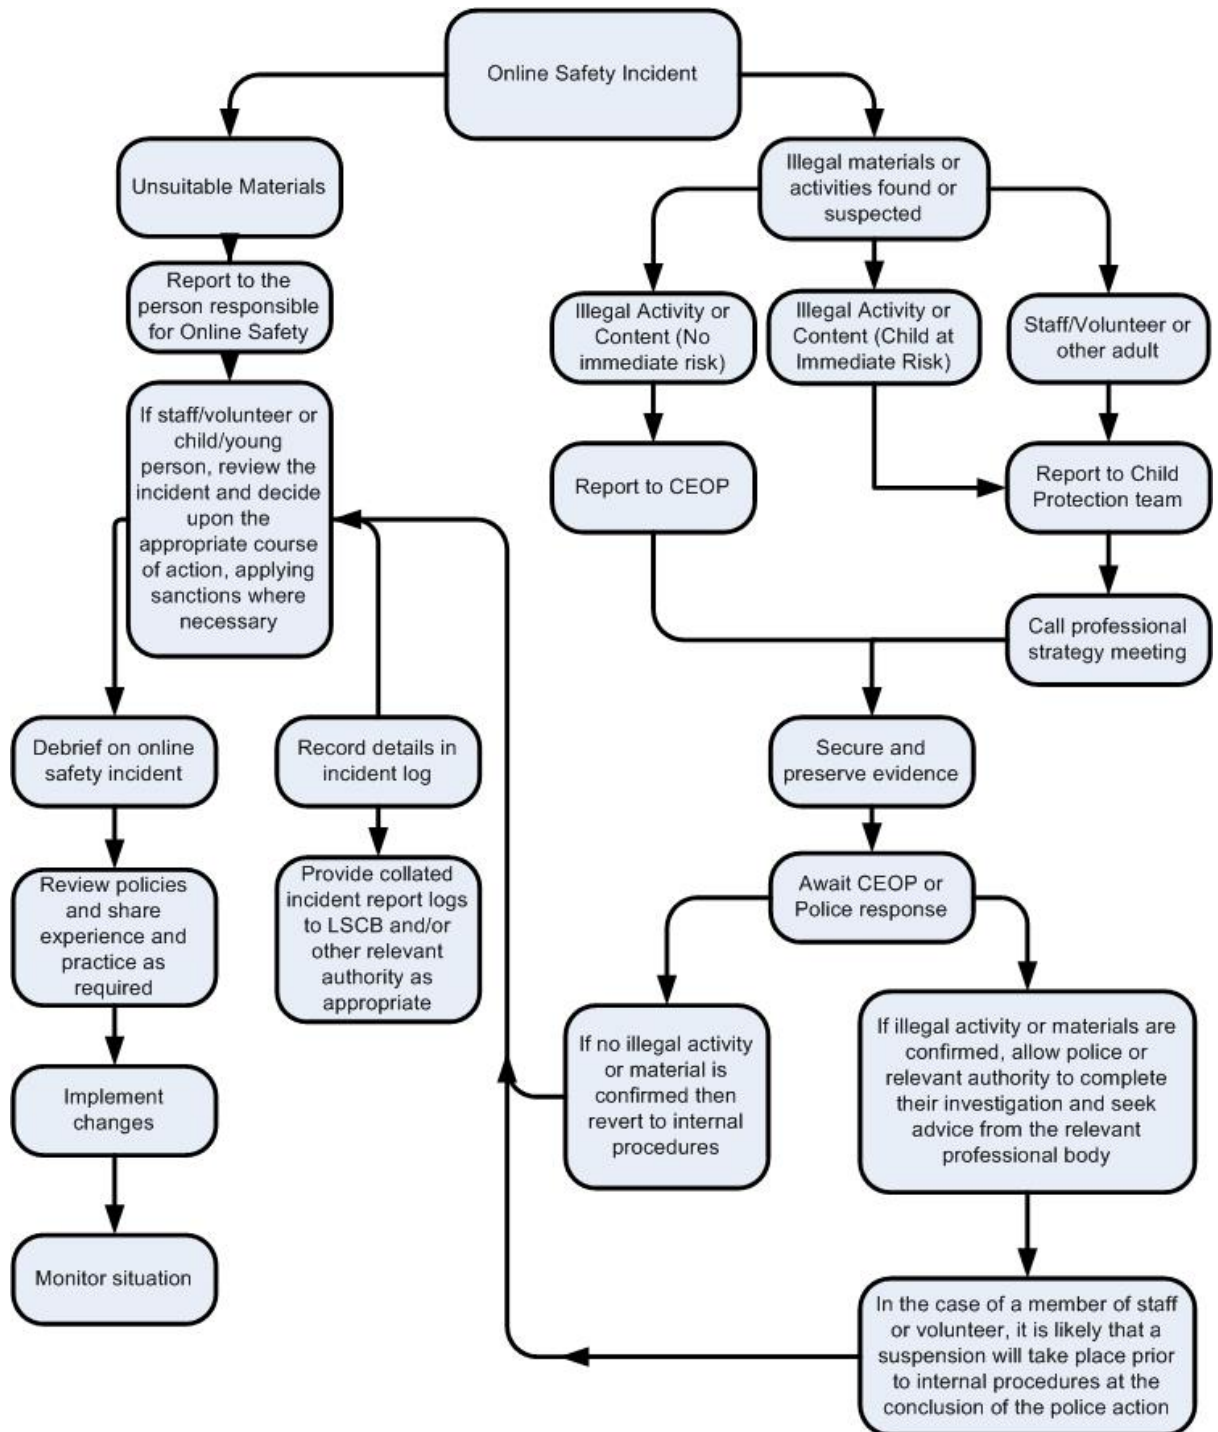 Online Safety Incident
Unsuitable Materials
Illegal materials or
activities found or
suspected
Report to the
person responsible
for Online Safety
Illegal Activity or
Content (No
immediate risk)
Illegal Activity or
Content (Child at
Immediate Risk)
Staff/Volunteer or
other adult
If staff/volunteer or
child/young
person, review the
incident and decide
upon the
appropriate course
of action, applying
sanctions where
necessary
Report to CEOP
Report to Child
Protection team
Call professional
strategy meeting
Debrief on online
safety incident
Record details in
incident log
Secure and
preserve evidence
Review policies
and share
experience and
practice as
required
Provide collated
incident report logs
to LSCB and/or
other relevant
authority as
appropriate
Await CEOP or
Police response
If no illegal activity
or material is
confirmed then
revert to internal
procedures
If illegal activity or materials are
confirmed, allow police or
relevant authority to complete
their investigation and seek
advice from the relevant
professional body
Implement
changes
Monitor situation
In the case of a member of staff
or volunteer, it is likely that a
suspension will take place prior
to internal procedures at the
conclusion of the police action